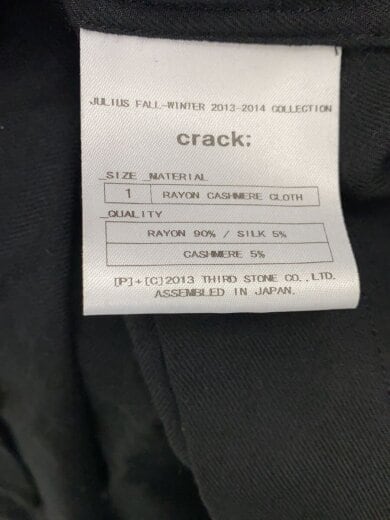 JULIUS FALL-WINTER 2013-2014 COLLECTION
crack;
_SIZE _MATERIAL
1 RAYON CASHMERE CLOTH
_QUALITY
RAYON 90% / SILK 5%
CASHMERE 5%
[P]+[C]2013 THIRD STONE CO.,LTD.
ASSEMBLED IN JAPAN.